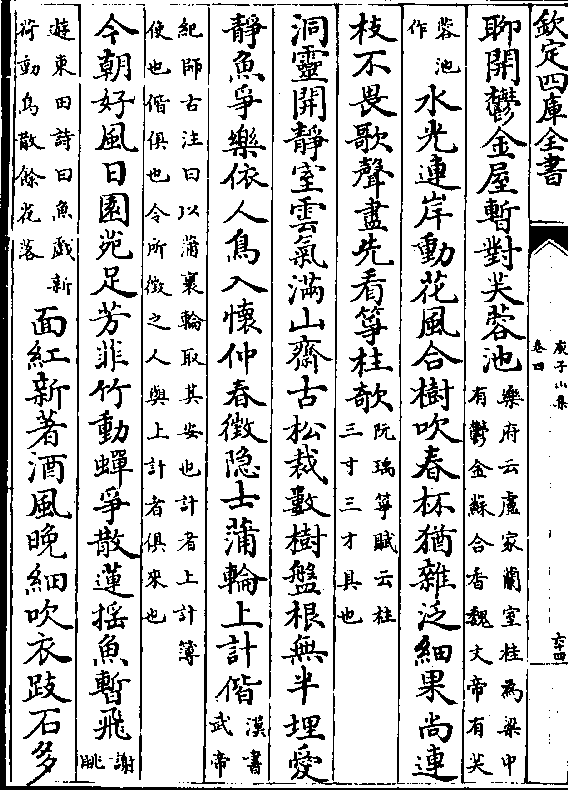 欽定四庫全書
庾子山集
卷四
六四
聊開鬱金屋暫對芙蓉池樂府云盧家蘭室桂爲梁中
有鬱金蘇合香魏文帝有芙
蓉池
作 水光連岸動花風合樹吹春杯猶雜泛細果尚連
枝不畏歌聲盡先看箏柱欹阮瑀箏賦云柱
三寸三才具也
洞靈開靜室雲氣滿山齋古松裁數樹盤根無半埋愛
靜魚爭樂依人鳥入懷仲春徴隐士蒲輪上計偕漢書
武帝
紀師古注曰以蒲裹輪取其安也計者上計簿
使也偕俱也令所徴之人與上計者俱來也
今朝好風日園苑足芳菲竹動蟬爭散蓮搖魚暫飛謝
眺
遊東田詩曰魚戲新
荷動鳥散餘花落 面紅新著酒風晚細吹衣跂石多